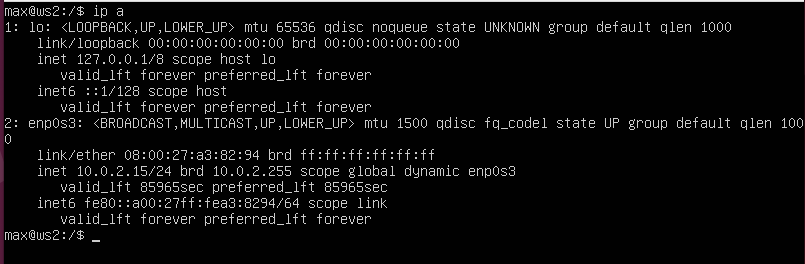 max@ws2:/$ ip a
1: lo: <LOOPBACK,UP,LOWER_UP> mtu 65536 qdisc noqueue state UNKNOWN group default qlen 1000
    link/loopback 00:00:00:00:00:00 brd 00:00:00:00:00:00
    inet 127.0.0.1/8 scope host lo
       valid_lft forever preferred_lft forever
    inet6 ::1/128 scope host
       valid_lft forever preferred_lft forever
2: enp0s3: <BROADCAST,MULTICAST,UP,LOWER_UP> mtu 1500 qdisc fq_codel state UP group default qlen 100
0
    link/ether 08:00:27:a3:82:94 brd ff:ff:ff:ff:ff:ff
    inet 10.0.2.15/24 brd 10.0.2.255 scope global dynamic enp0s3
       valid_lft 85965sec preferred_lft 85965sec
    inet6 fe80::a00:27ff:fea3:8294/64 scope link
       valid_lft forever preferred_lft forever
max@ws2:/$ _